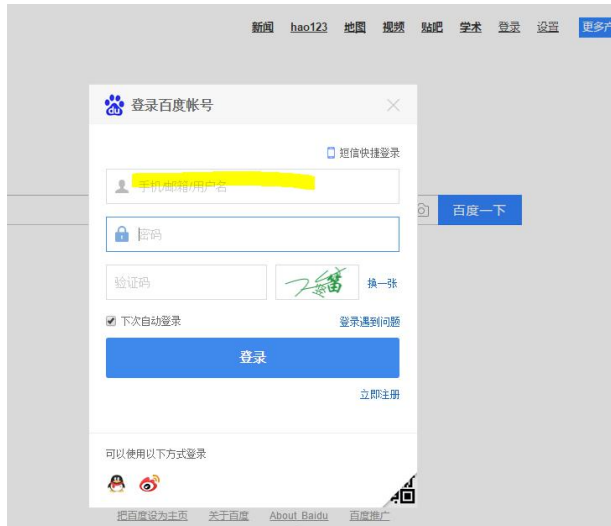 新闻 hao123 地图 视频 贴吧 学术 登录 设置 更多产
du 登录百度帐号
短信快捷登录
手机/邮箱/用户名
百度一下
密码
验证码 换一张
下次自动登录 登录遇到问题
登录
立即注册
可以使用以下方式登录
把百度设为主页 关于百度 About Baidu 百度推广